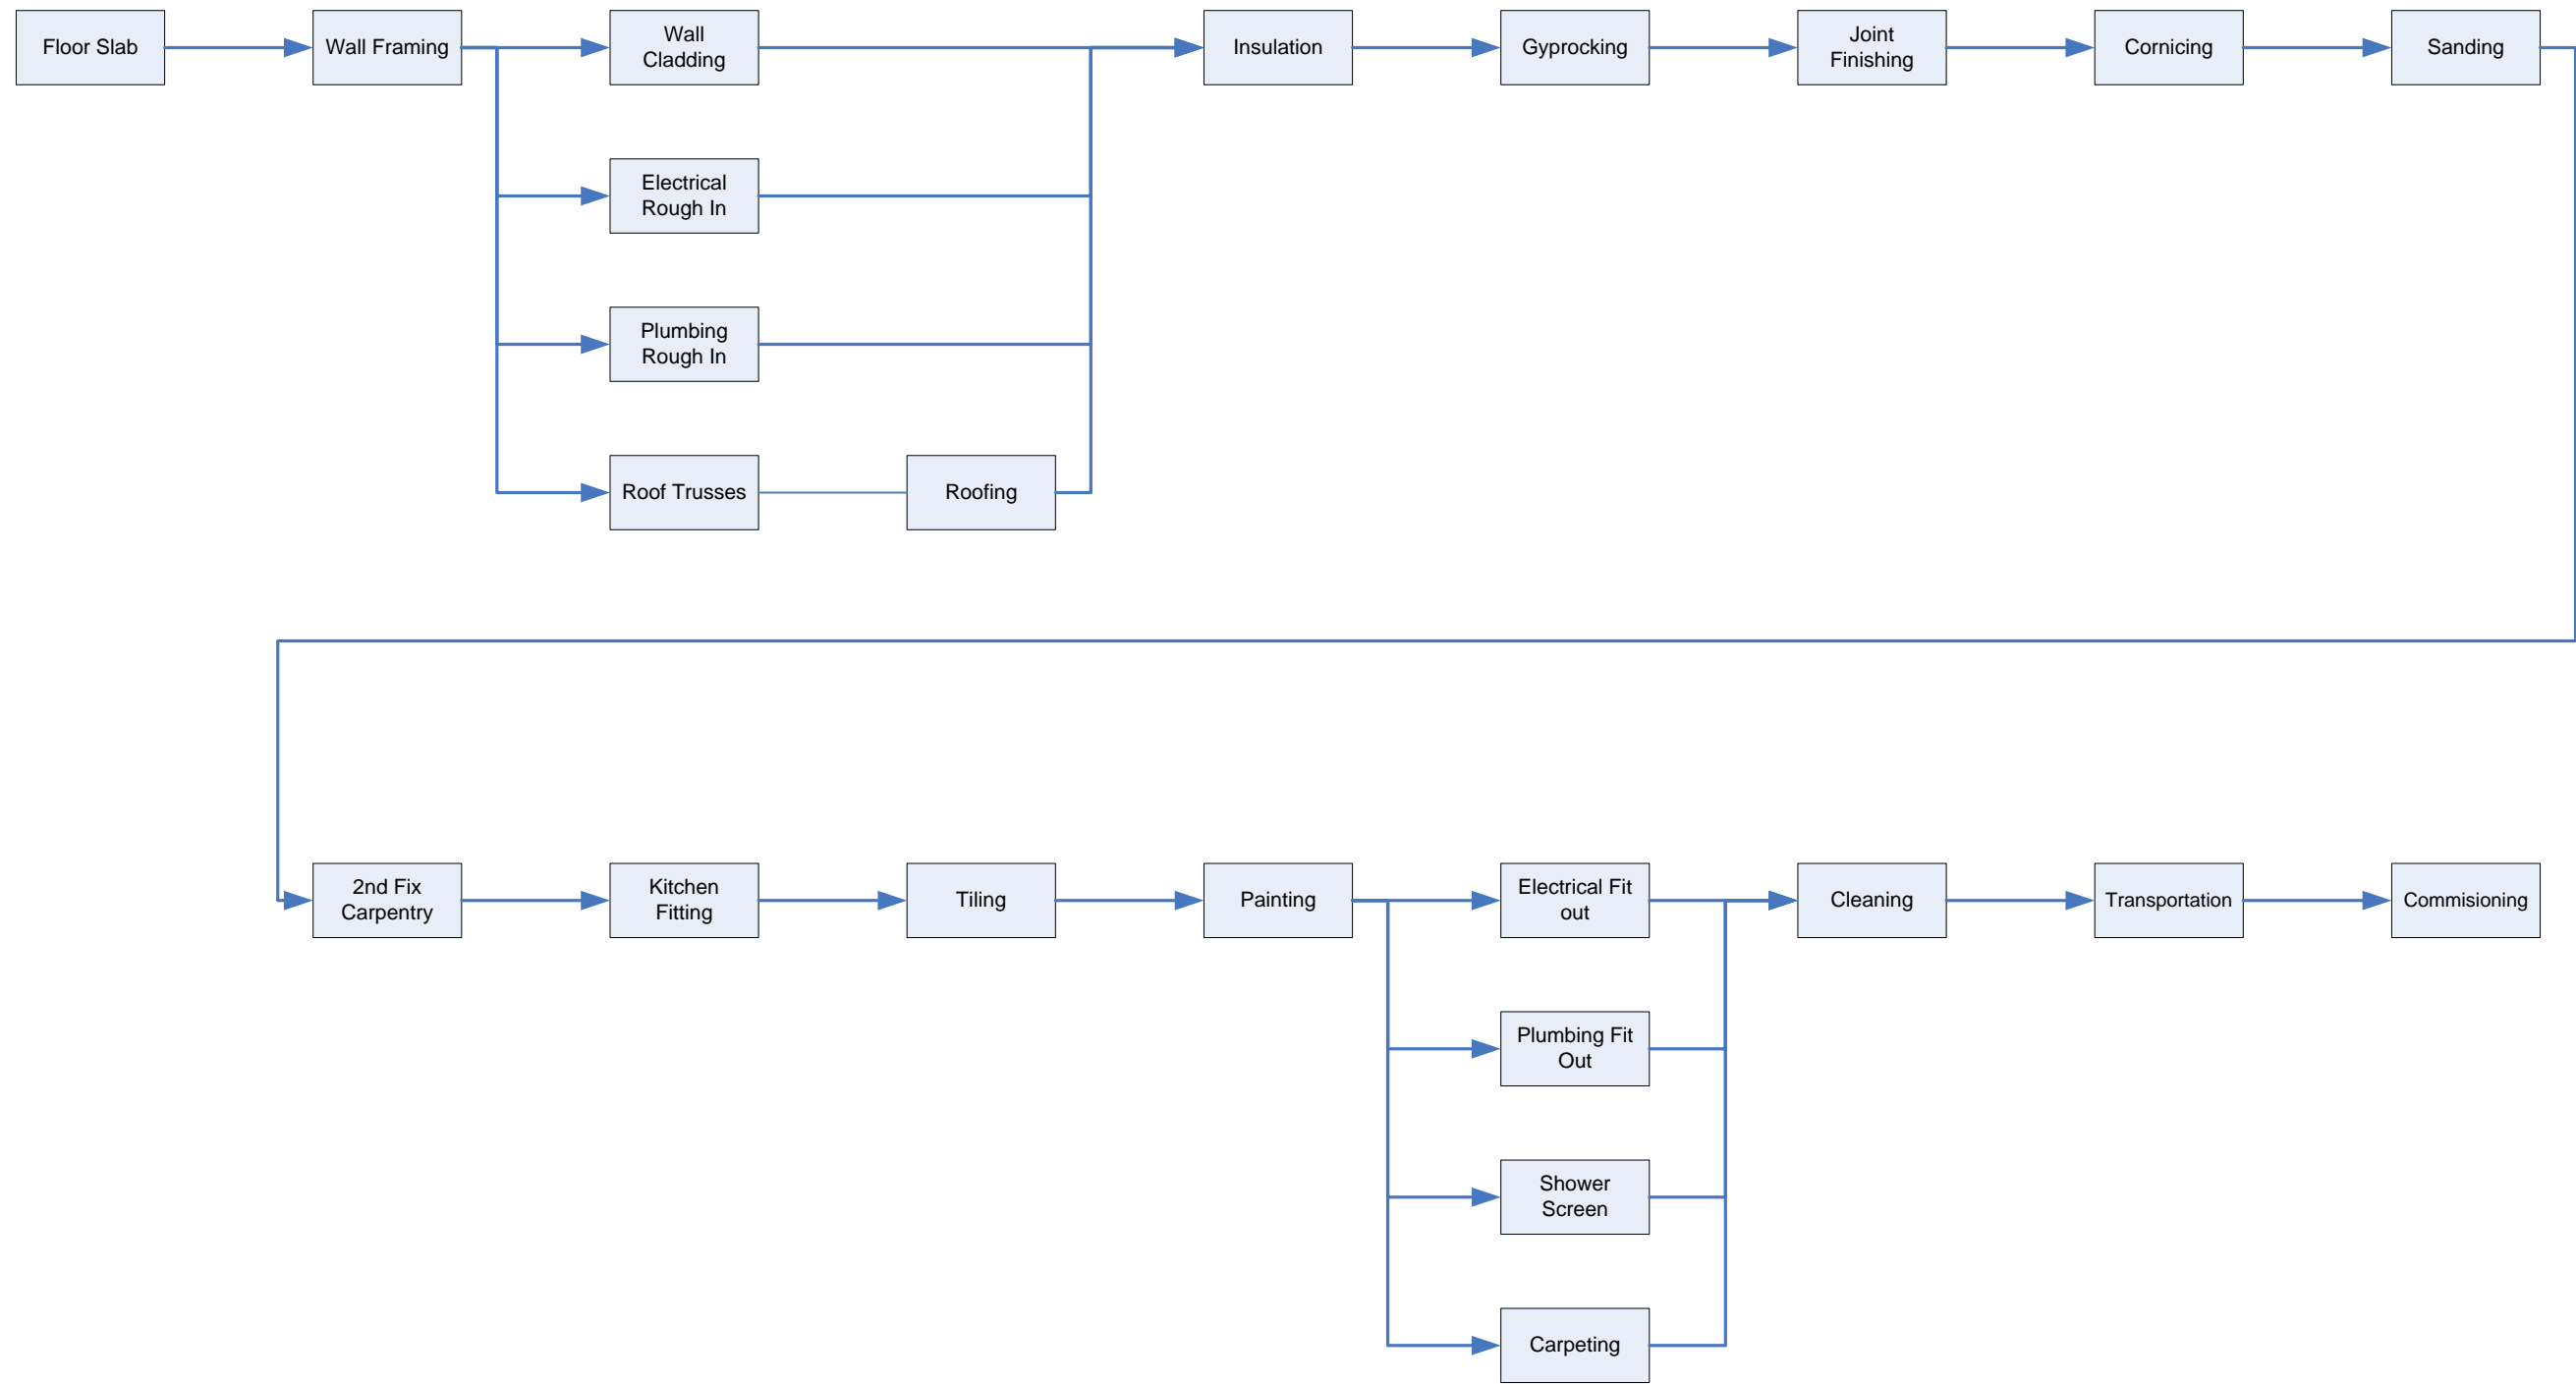 Floor Slab
Wall Framing
Wall
Cladding
Insulation
Gyprocking
Joint
Finishing
Cornicing
Sanding
Electrical
Rough In
Plumbing
Rough In
Roof Trusses
Roofing
2nd Fix
Carpentry
Kitchen
Fitting
Tiling
Painting
Electrical Fit
out
Cleaning
Transportation
Commisioning
Plumbing Fit
Out
Shower
Screen
Carpeting